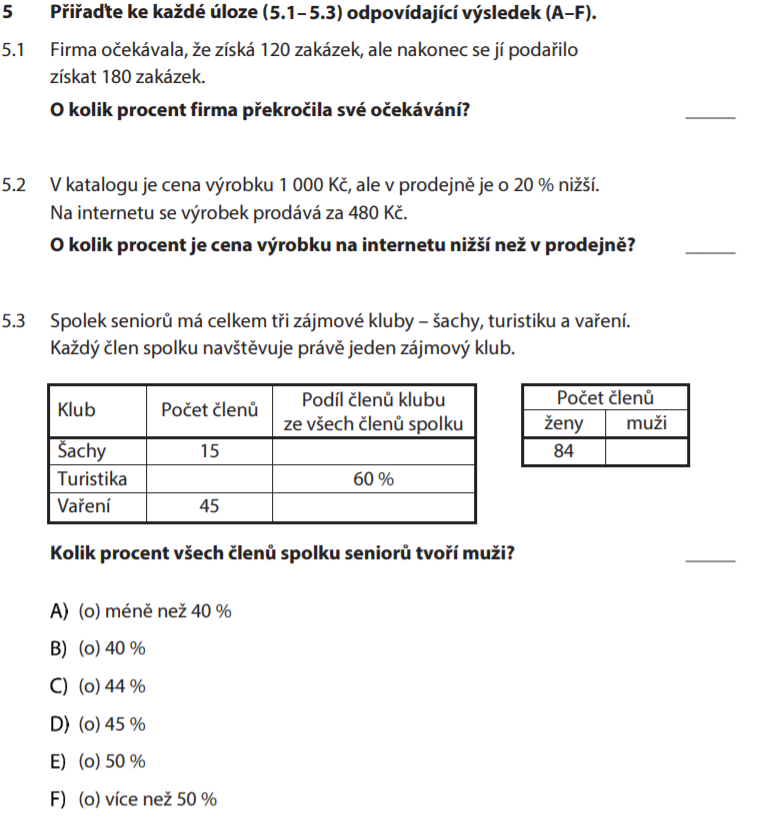 5 Přiřaďte ke každé úloze (5.1–5.3) odpovídající výsledek (A–F).
5.1 Firma očekávala, že získá 120 zakázek, ale nakonec se jí podařilo
získat 180 zakázek.
O kolik procent firma překročila své očekávání?
5.2 V katalogu je cena výrobku 1 000 Kč, ale v prodejně je o 20 % nižší.
Na internetu se výrobek prodává za 480 Kč.
O kolik procent je cena výrobku na internetu nižší než v prodejně?
5.3 Spolek seniorů má celkem tři zájmové kluby – šachy, turistiku a vaření.
Každý člen spolku navštěvuje právě jeden zájmový klub.
Klub Počet členů Podíl členů klubu
ze všech členů spolku
Šachy 15
Turistika 60 %
Vaření 45
Počet členů
ženy muži
84
Kolik procent všech členů spolku seniorů tvoří muži?
A) (o) méně než 40 %
B) (o) 40 %
C) (o) 44 %
D) (o) 45 %
E) (o) 50 %
F) (o) více než 50 %